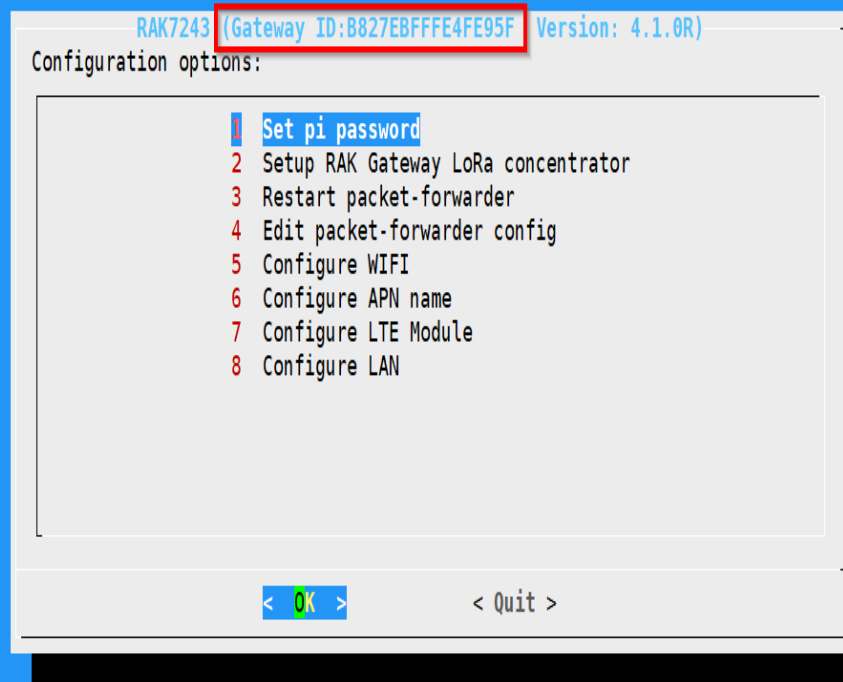 RAK7243 (Gateway ID:B827EBFFFE4FE95F Version: 4.1.0R)
Configuration options:
1 Set pi password
2 Setup RAK Gateway LoRa concentrator
3 Restart packet-forwarder
4 Edit packet-forwarder config
5 Configure WIFI
6 Configure APN name
7 Configure LTE Module
8 Configure LAN
< OK > < Quit >